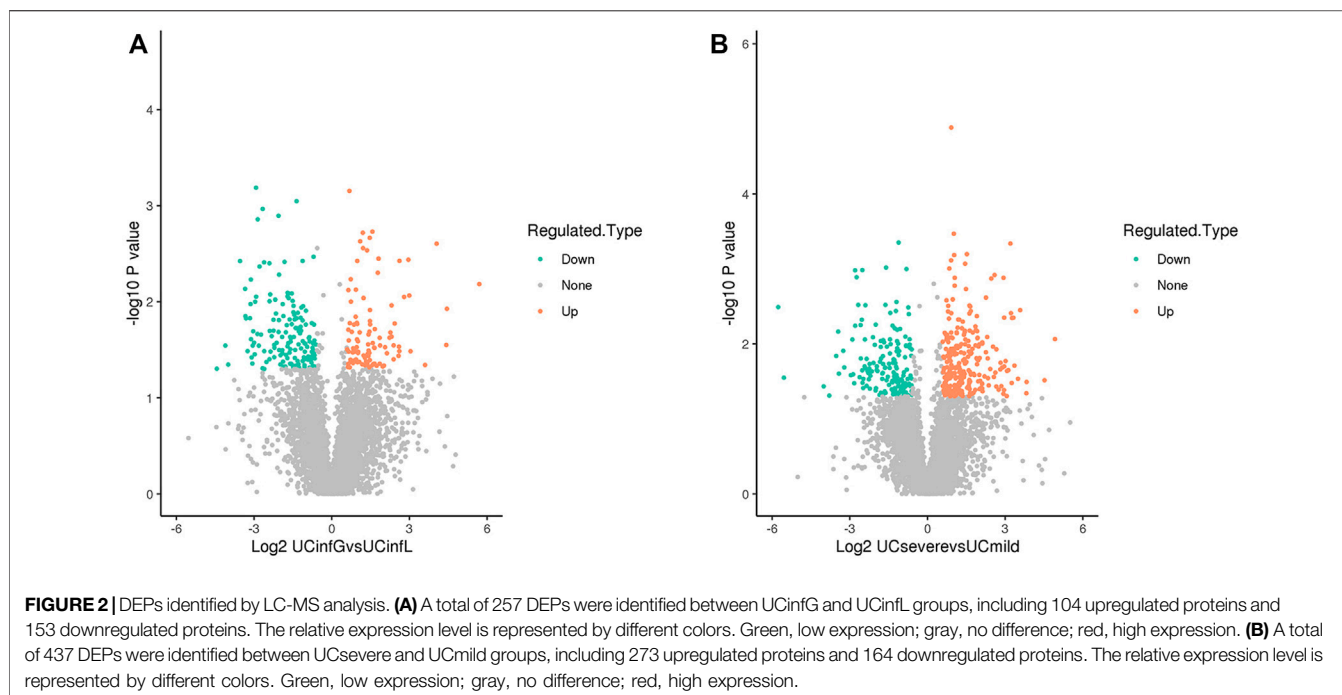 A
4
3
2
1
0
-log10 P value
-6
-3
0
3
6
Log2 UCinfGvsUCinfL
Regulated.Type
Down
None
Up
B
6
4
2
0
-log10 P value
-6
-3
0
3
6
Log2 UCseverevsUCmild
Regulated.Type
Down
None
Up
FIGURE 2 | DEPs identified by LC-MS analysis. (A) A total of 257 DEPs were identified between UCinfG and UCinfL groups, including 104 upregulated proteins and
153 downregulated proteins. The relative expression level is represented by different colors. Green, low expression; gray, no difference; red, high expression. (B) A total
of 437 DEPs were identified between UCsevere and UCmild groups, including 273 upregulated proteins and 164 downregulated proteins. The relative expression level is
represented by different colors. Green, low expression; gray, no difference; red, high expression.